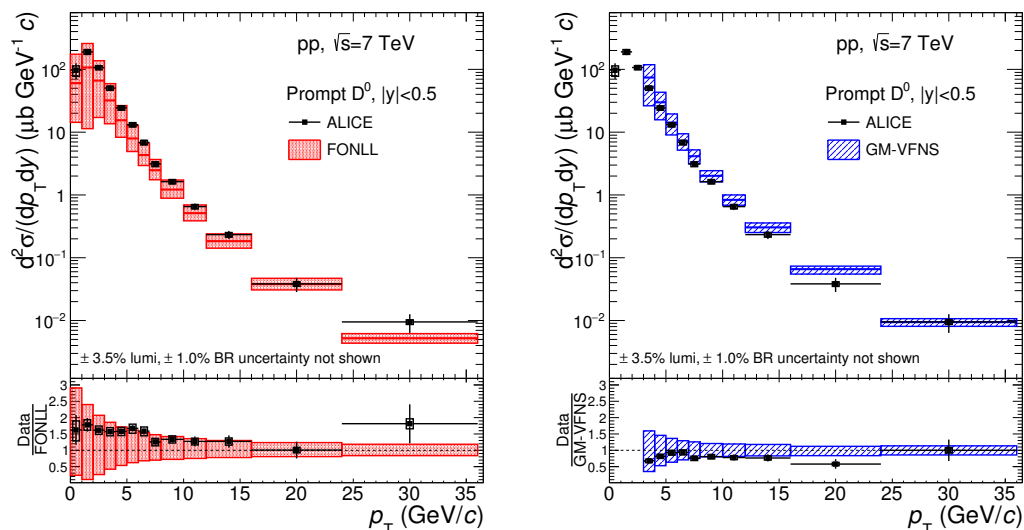 d²σ/(dp_T dy) (μb GeV⁻¹ c)
10²
10
1
10⁻¹
10⁻²
pp, √s=7 TeV
Prompt D⁰, |y|<0.5
ALICE
FONLL
± 3.5% lumi, ± 1.0% BR uncertainty not shown
Data
FONLL
3
2.5
2
1.5
1
0.5
0 5 10 15 20 25 30 35
p_T (GeV/c)
d²σ/(dp_T dy) (μb GeV⁻¹ c)
10²
10
1
10⁻¹
10⁻²
pp, √s=7 TeV
Prompt D⁰, |y|<0.5
ALICE
GM-VFNS
± 3.5% lumi, ± 1.0% BR uncertainty not shown
Data
GM-VFNS
3
2.5
2
1.5
1
0.5
0 5 10 15 20 25 30 35
p_T (GeV/c)